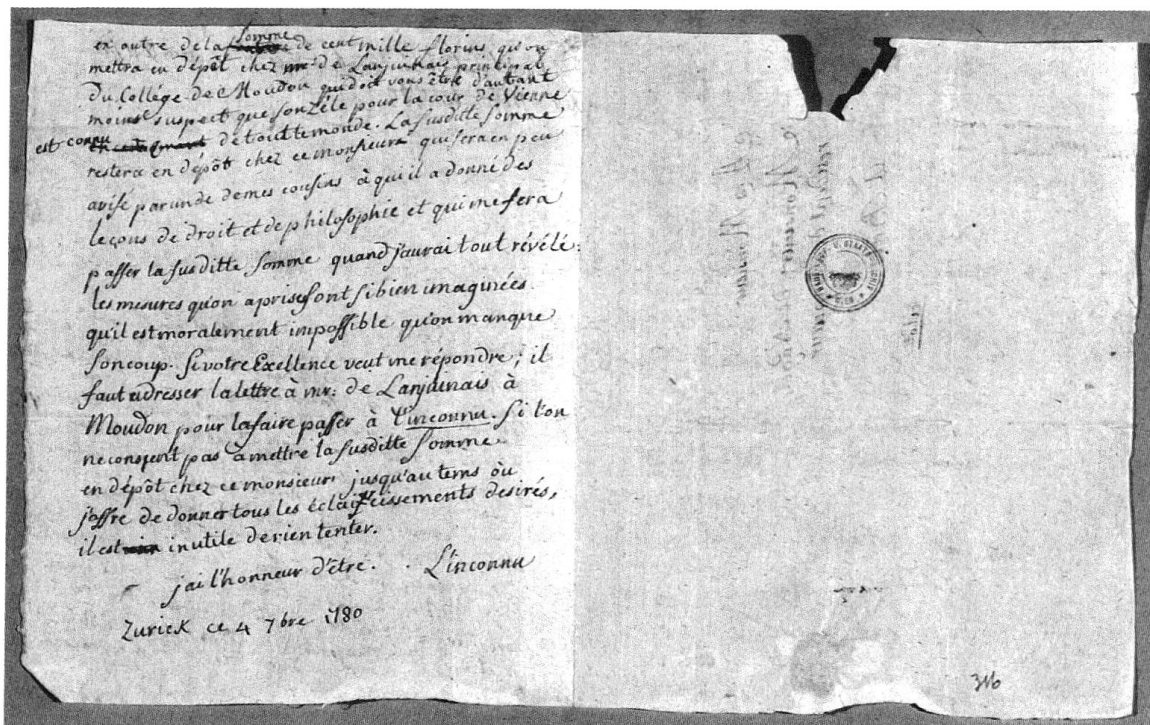 en outre de la somme de cent mille florins qu'on
mettra en dépôt chez mr. de Lanjuinais principal
du Collége de Moudon qui doit vous être d'autant
moins suspect que son zéle pour la cour de Vienne
est connu de tout le monde. La susditte somme
restera en dépôt chez ce monsieur qui sera en peu
avisé par un de mes cousins à qui il a donné des
leçons de droit et de philosophie et qui me fera
passer la susditte somme quand j'aurai tout révélé:
les mesures qu'on a prises sont si bien imaginées
qu'il est moralement impossible qu'on manque
son coup. Si votre Excellence veut me répondre; il
faut adresser la lettre à mr: de Lanjuinais à
Moudon pour la faire passer à l'inconnu. Si l'on
ne consent pas à mettre la susditte somme
en dépôt chez ce monsieur jusqu'au tems où
j'offre de donner tous les éclaircissements desirés,
il est inutile de rien tenter.
j'ai l'honneur d'être. L'inconnu
Zurick ce 4 7bre 1780
316